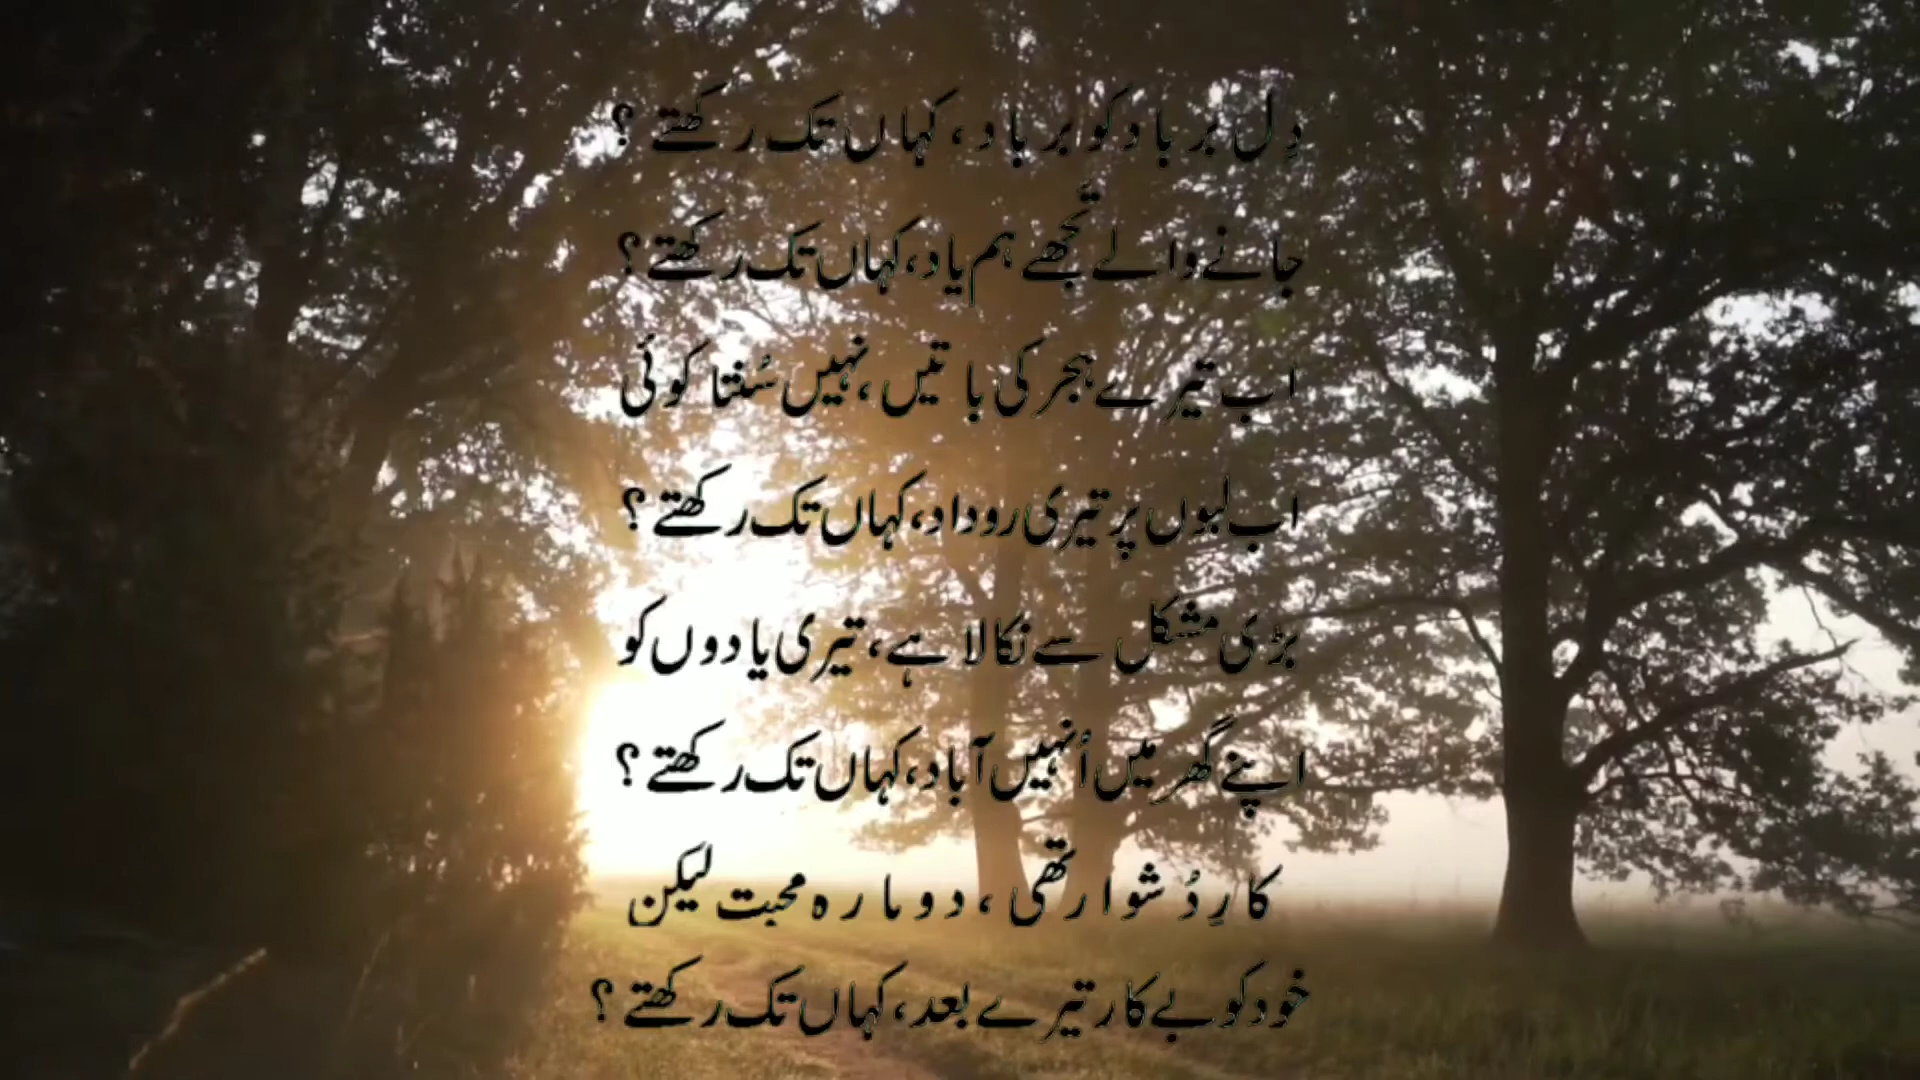 دِل برباد کو برباد، کہاں تک رکھتے ؟
جانے والے تُجھے ہم یاد، کہاں تک رکھتے ؟
اب تیرے ہجر کی باتیں، نہیں سُنتا کوئی
اب لبوں پر تیری روداد، کہاں تک رکھتے ؟
بڑی مشکل سے نکالا ہے، تیری یادوں کو
اپنے گھر میں اُنہیں آباد، کہاں تک رکھتے ؟
کارِ دُشوار تھی، دوبارہ محبت لیکن
خود کو بے کار تیرے بعد، کہاں تک رکھتے ؟